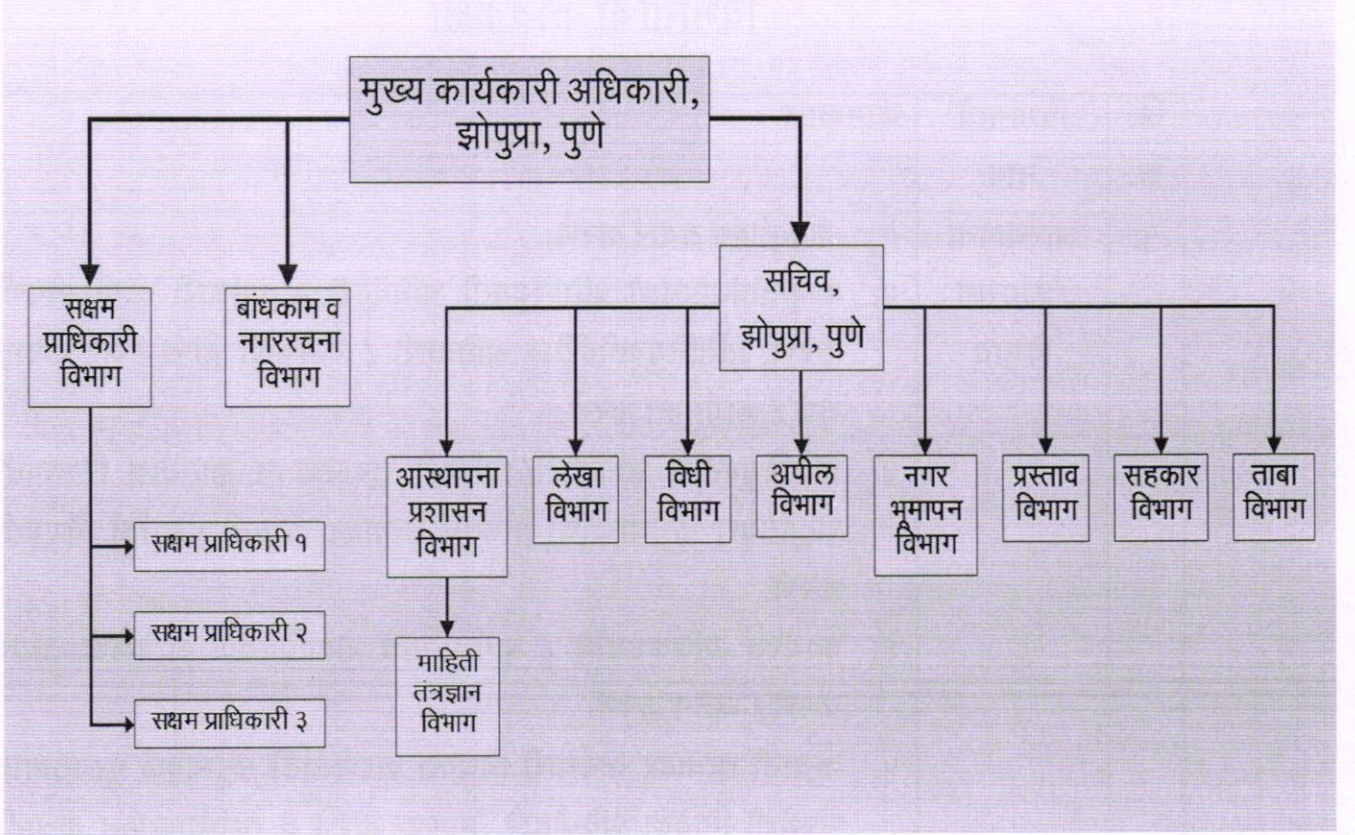 मुख्य कार्यकारी अधिकारी,
झोपुप्रा, पुणे
सचिव,
झोपुप्रा, पुणे
सक्षम
प्राधिकारी
विभाग
बांधकाम व
नगररचना
विभाग
आस्थापना
प्रशासन
विभाग
लेखा
विभाग
विधी
विभाग
अपील
विभाग
नगर
भूमापन
विभाग
प्रस्ताव
विभाग
सहकार
विभाग
ताबा
विभाग
सक्षम प्राधिकारी १
सक्षम प्राधिकारी २
सक्षम प्राधिकारी ३
माहिती
तंत्रज्ञान
विभाग